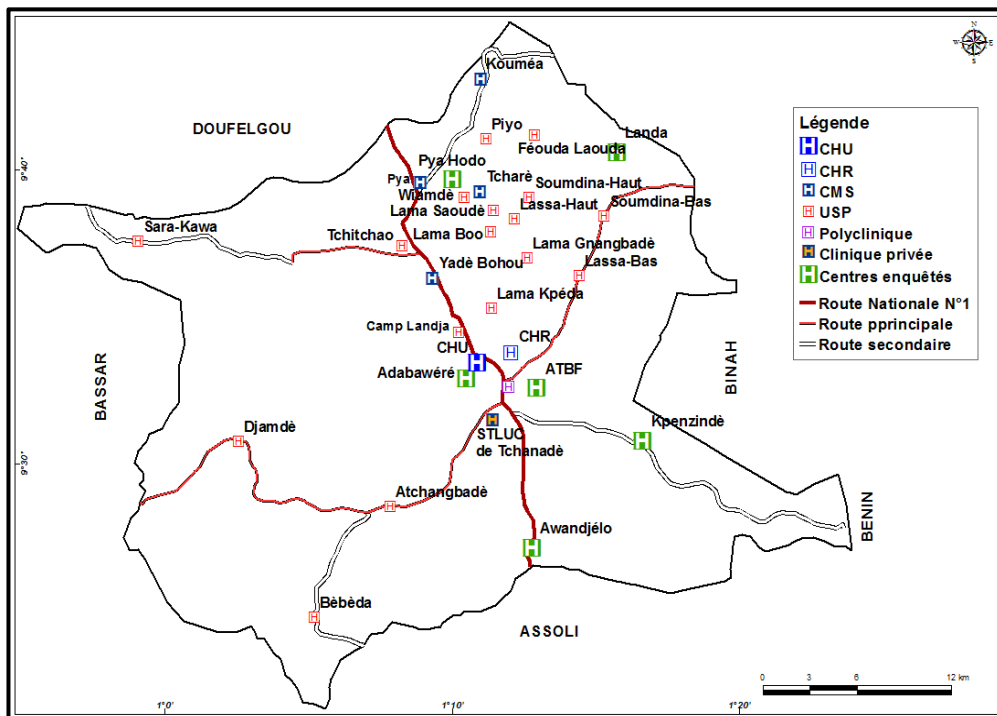 N
W
E
S
Kouméa
DOUFELGOU
Piyo
Landa
Féouda Laouda
Pya Hodo
Pya
Tcharè
Wiamdè
Soumdina-Haut
Lama Saoudè
Lassa-Haut
Soumdina-Bas
Sara-Kawa
Tchitchao
Lama Boo
Lama Gnangbadè
Yadè Bohou
Lassa-Bas
Lama Kpéda
Camp Landja
CHR
CHU
Adabawéré
ATBF
BASSAR
BINAH
Kpenzindè
Djamdè
STLUC
de Tchanadè
Atchangbadè
Awandjélo
BENIN
Bèbèda
ASSOLI
Légende
H CHU
H CHR
H CMS
H USP
H Polyclinique
H Clinique privée
H Centres enquêtés
Route Nationale N°1
Route pprincipale
Route secondaire
9°40
9°30
0 3 6 12 km
1°0
1°10
1°20